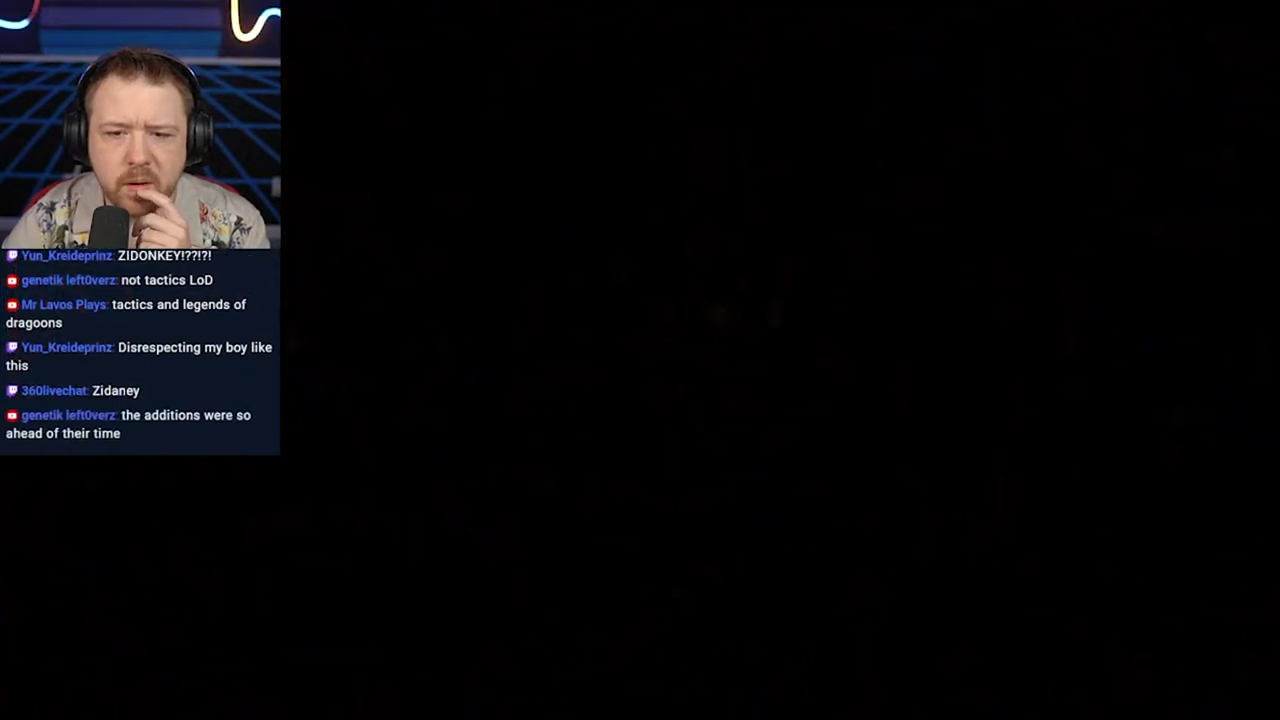 Yun_Kreideprinz: ZIDONKEY!??!?!
genetik left0verz: not tactics LoD
Mr Lavos Plays: tactics and legends of
dragoons
Yun_Kreideprinz: Disrespecting my boy like
this
360livechat: Zidaney
genetik left0verz: the additions were so
ahead of their time